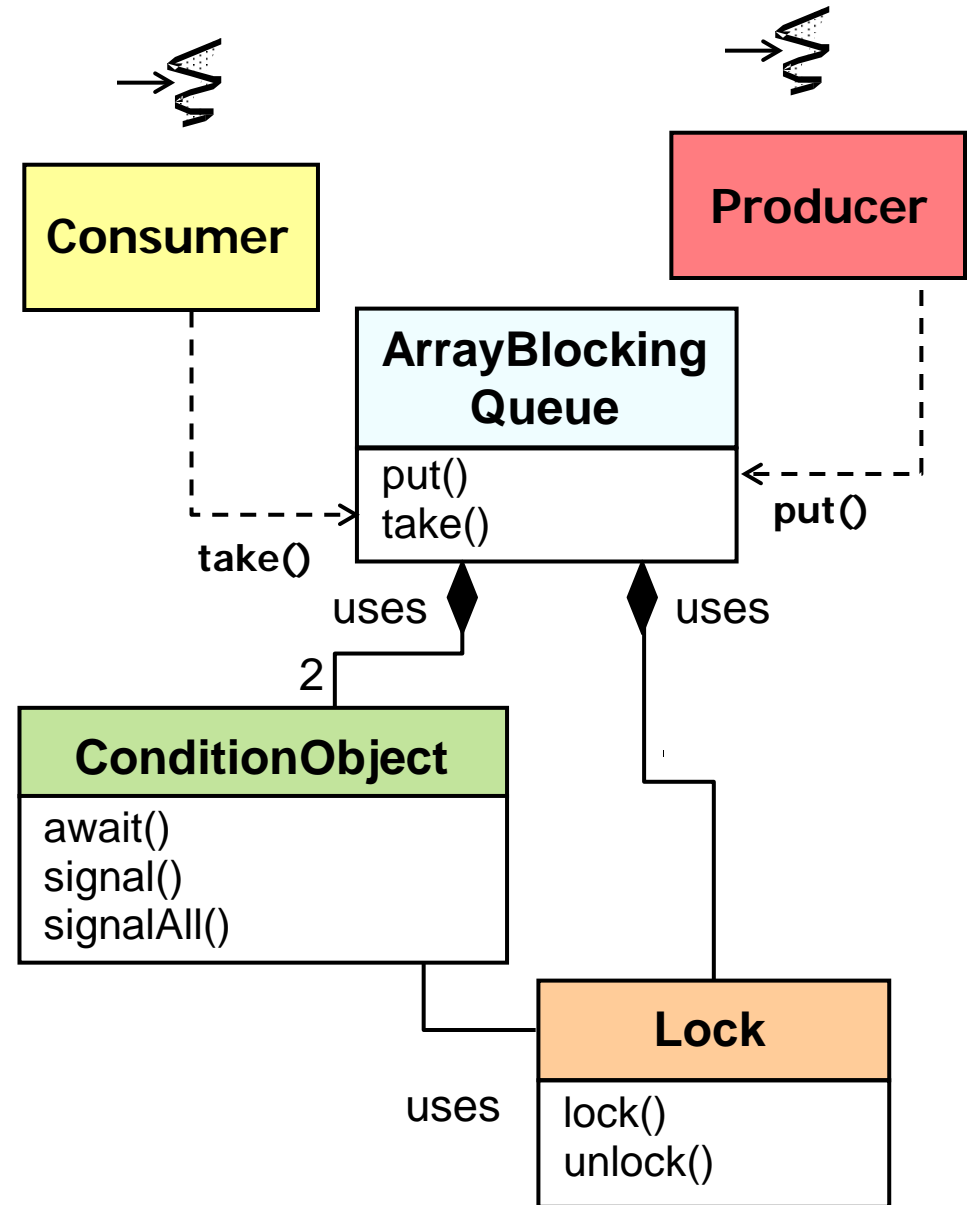 Consumer
Producer
ArrayBlocking
Queue
put()
take()
take()
put()
uses
uses
2
ConditionObject
await()
signal()
signalAll()
uses
Lock
lock()
unlock()